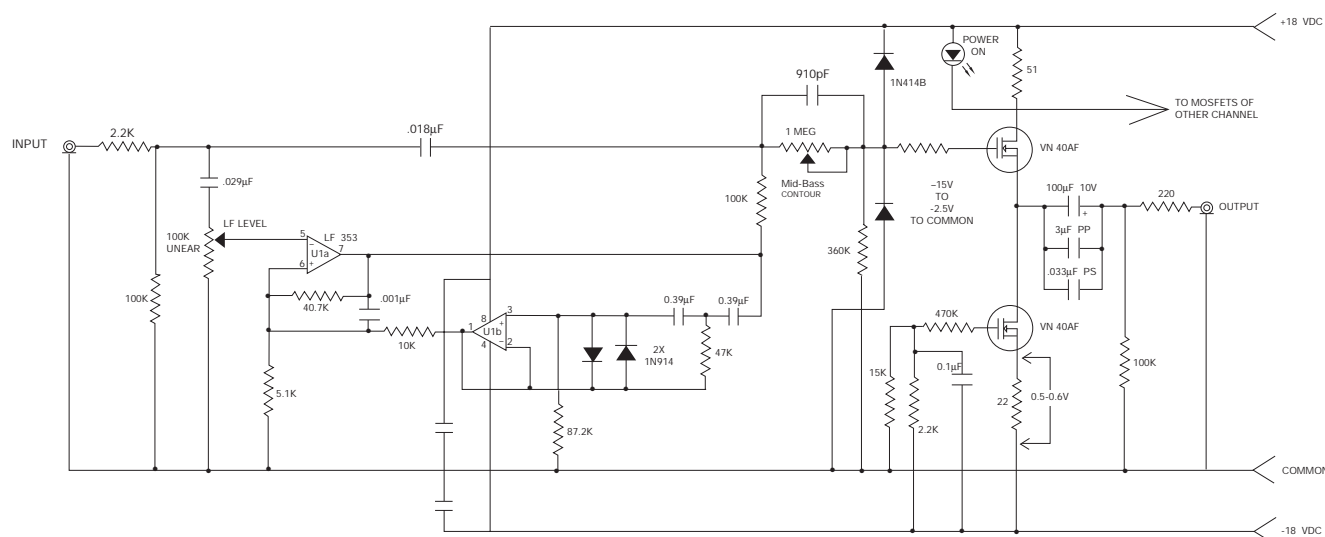 +18 VDC
POWER
ON
51
1N414B
910pF
TO MOSFETS OF
OTHER CHANNEL
INPUT
2.2K
.018µF
1 MEG
VN 40AF
Mid-Bass
CONTOUR
.029µF
100K
-15V
TO
-2.5V
TO COMMON
100µF 10V
+
220
OUTPUT
LF LEVEL
100K
UNEAR
5
LF 353
−
U1a
7
6
+
3µF PP
360K
.033µF PS
100K
40.7K
.001µF
0.39µF
0.39µF
8
3
1
+
U1b
−
4
2
10K
2X
1N914
47K
470K
VN 40AF
0.1µF
100K
15K
22
0.5-0.6V
5.1K
2.2K
87.2K
COMMON
-18 VDC